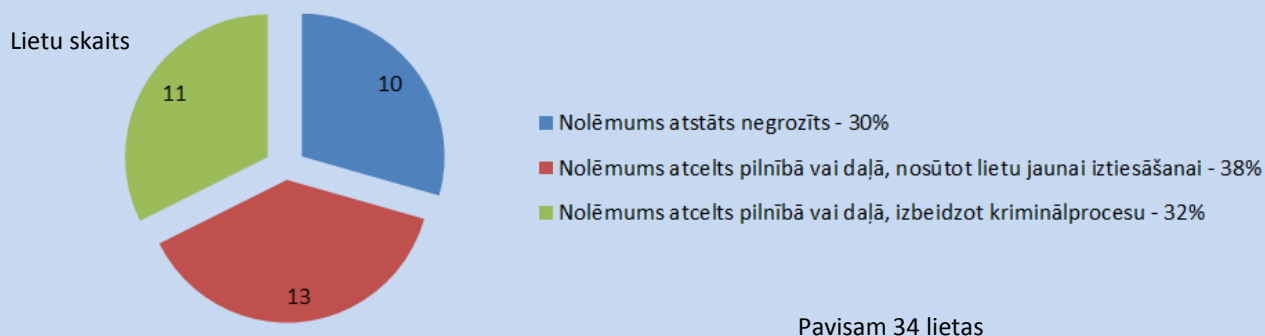 Lietu skaits
10
11
13
Nolēmums atstāts negrozīts - 30%
Nolēmums atcelts pilnībā vai daļā, nosūtot lietu jaunai iztiesāšanai - 38%
Nolēmums atcelts pilnībā vai daļā, izbeidzot kriminālprocesu - 32%
Pavisam 34 lietas